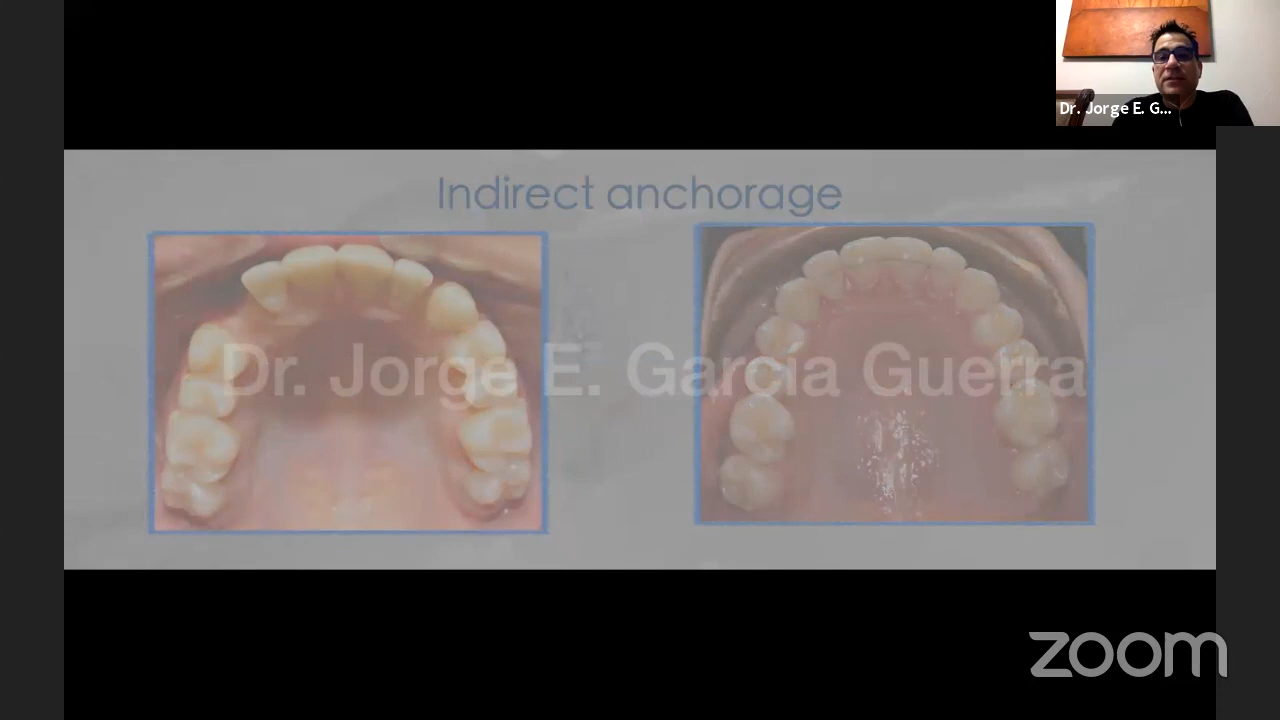 Dr. Jorge E. G...
Indirect anchorage
Dr. Jorge E. Garcia Guerra
zoom